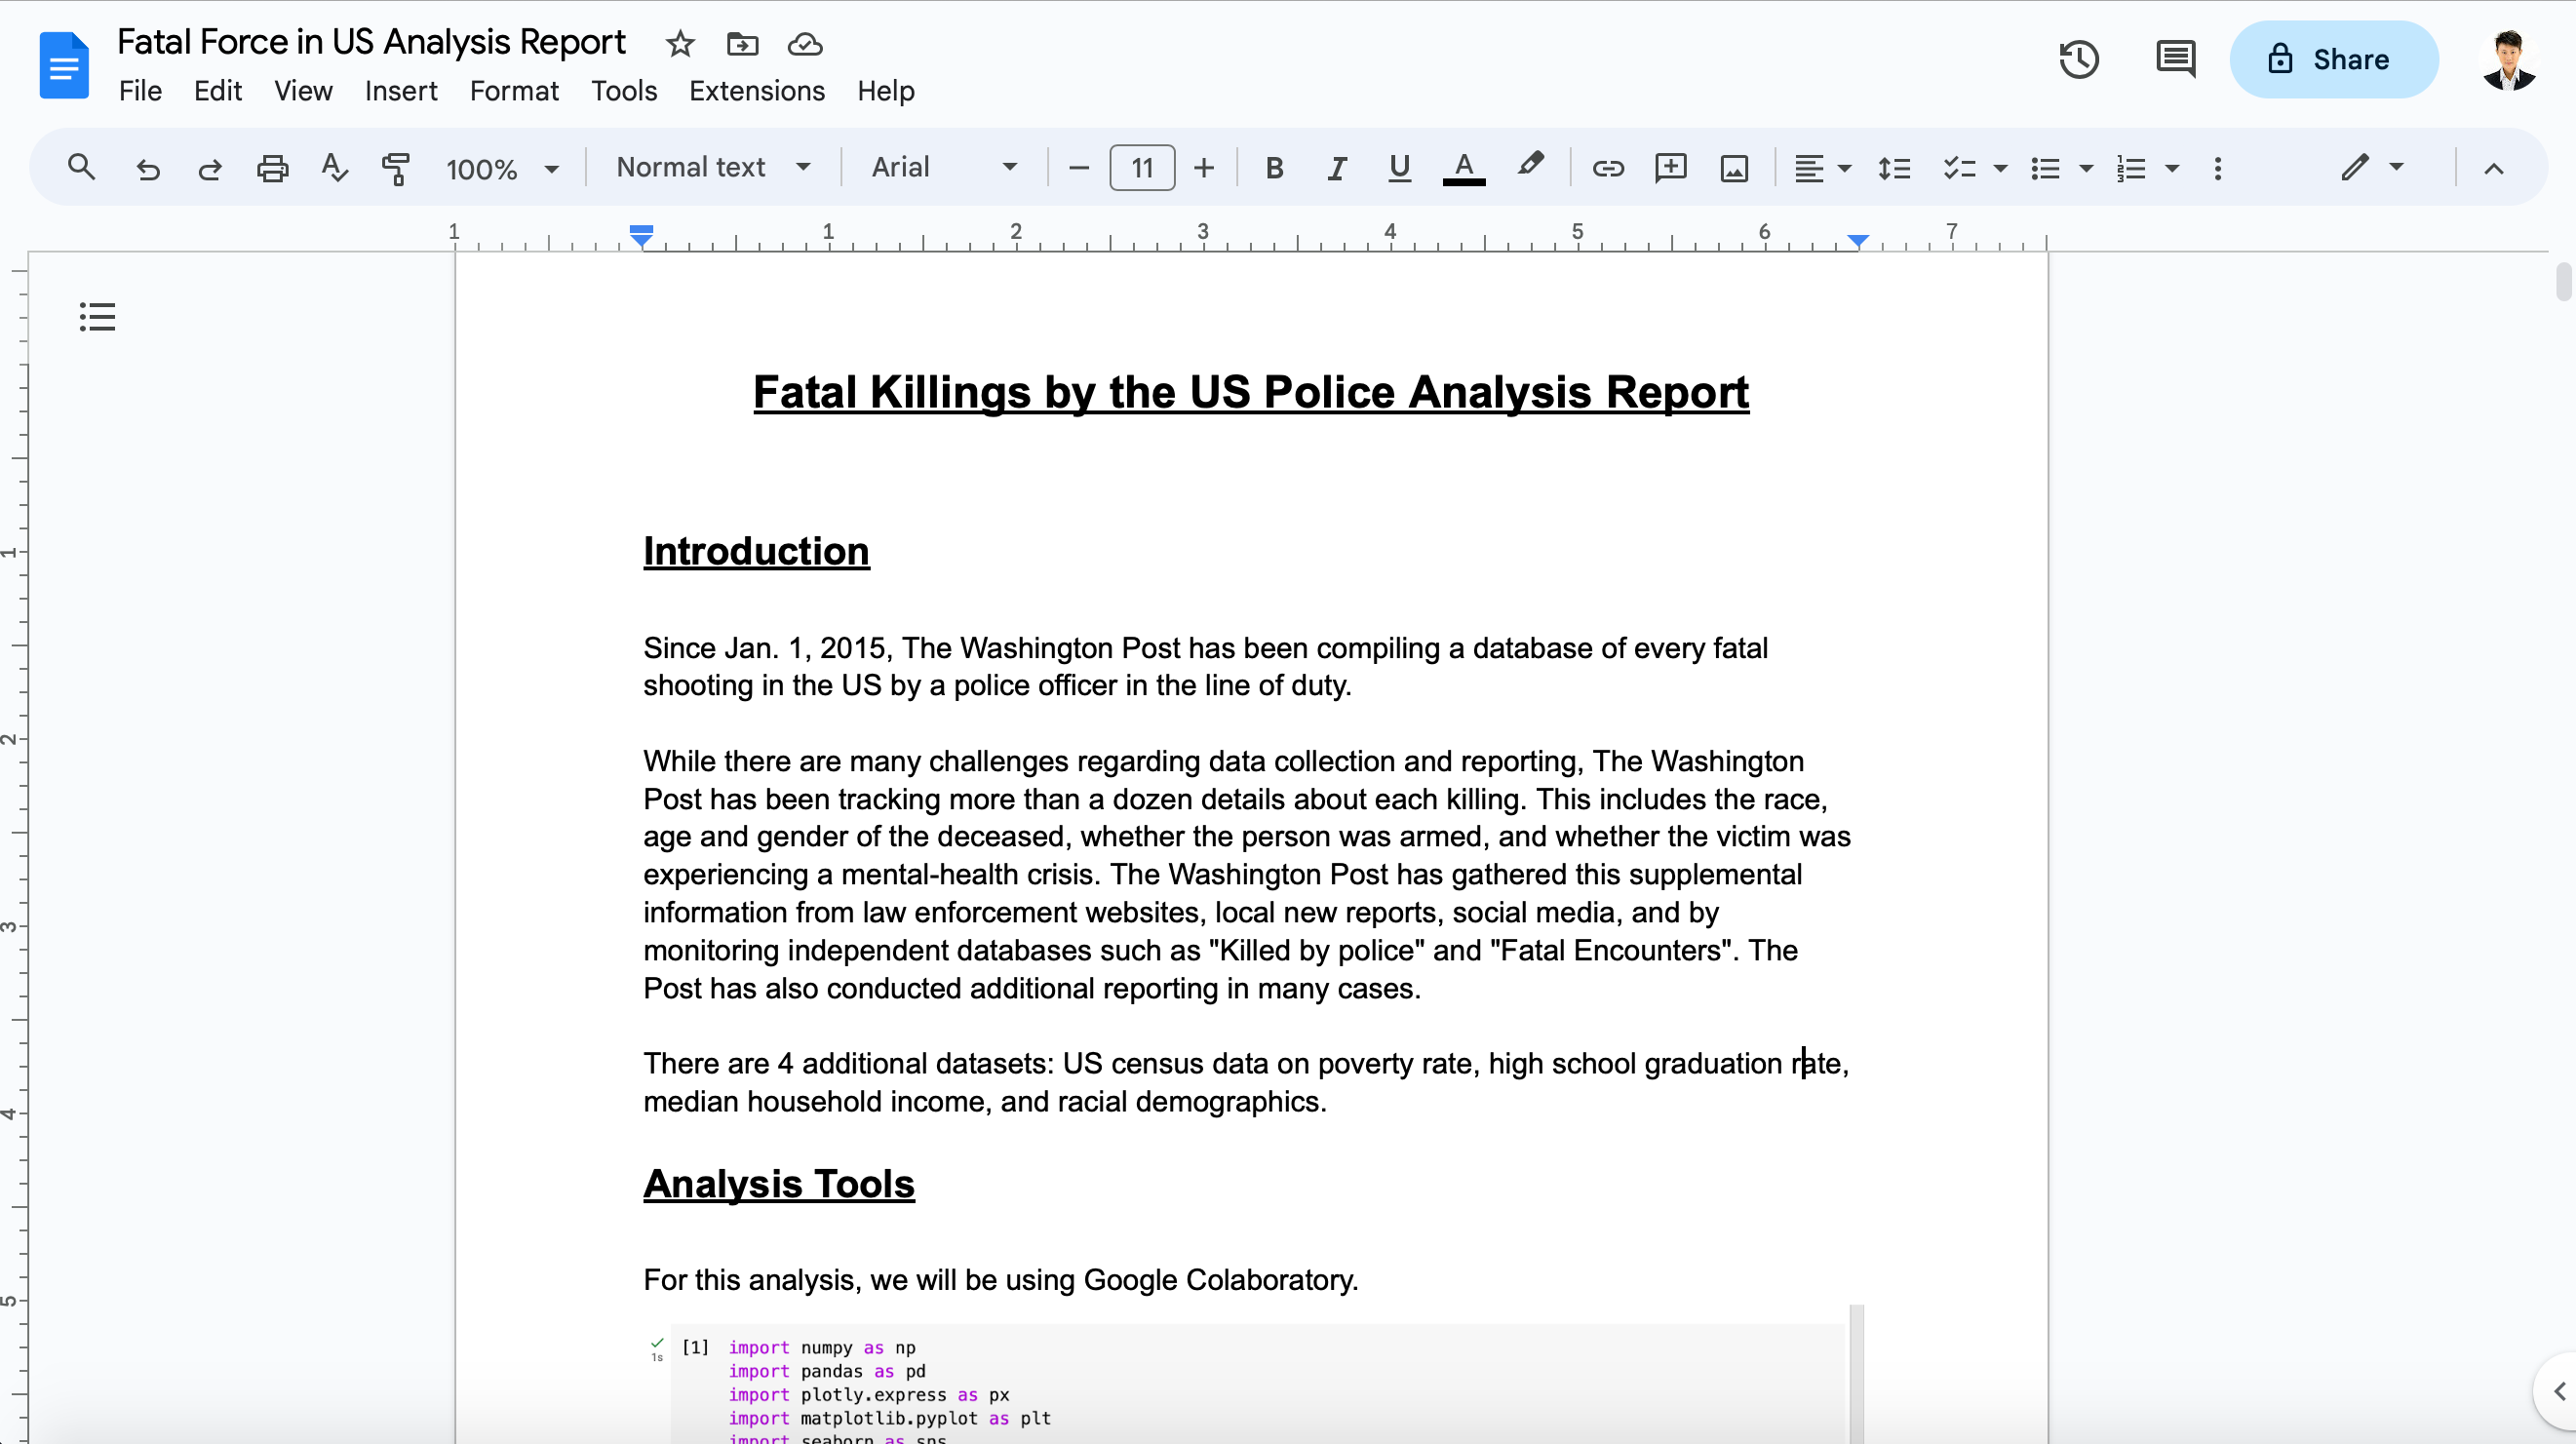 Fatal Force in US Analysis Report
File Edit View Insert Format Tools Extensions Help
Share
100% Normal text Arial 11 B I U A
1 1 2 3 4 5 6 7
Fatal Killings by the US Police Analysis Report
Introduction
1
Since Jan. 1, 2015, The Washington Post has been compiling a database of every fatal
shooting in the US by a police officer in the line of duty.
2
While there are many challenges regarding data collection and reporting, The Washington
Post has been tracking more than a dozen details about each killing. This includes the race,
age and gender of the deceased, whether the person was armed, and whether the victim was
experiencing a mental-health crisis. The Washington Post has gathered this supplemental
information from law enforcement websites, local new reports, social media, and by
3
monitoring independent databases such as "Killed by police" and "Fatal Encounters". The
Post has also conducted additional reporting in many cases.
There are 4 additional datasets: US census data on poverty rate, high school graduation rate,
median household income, and racial demographics.
4
Analysis Tools
For this analysis, we will be using Google Colaboratory.
5
[1] import numpy as np
1s
import pandas as pd
import plotly.express as px
import matplotlib.pyplot as plt
import seaborn as sns